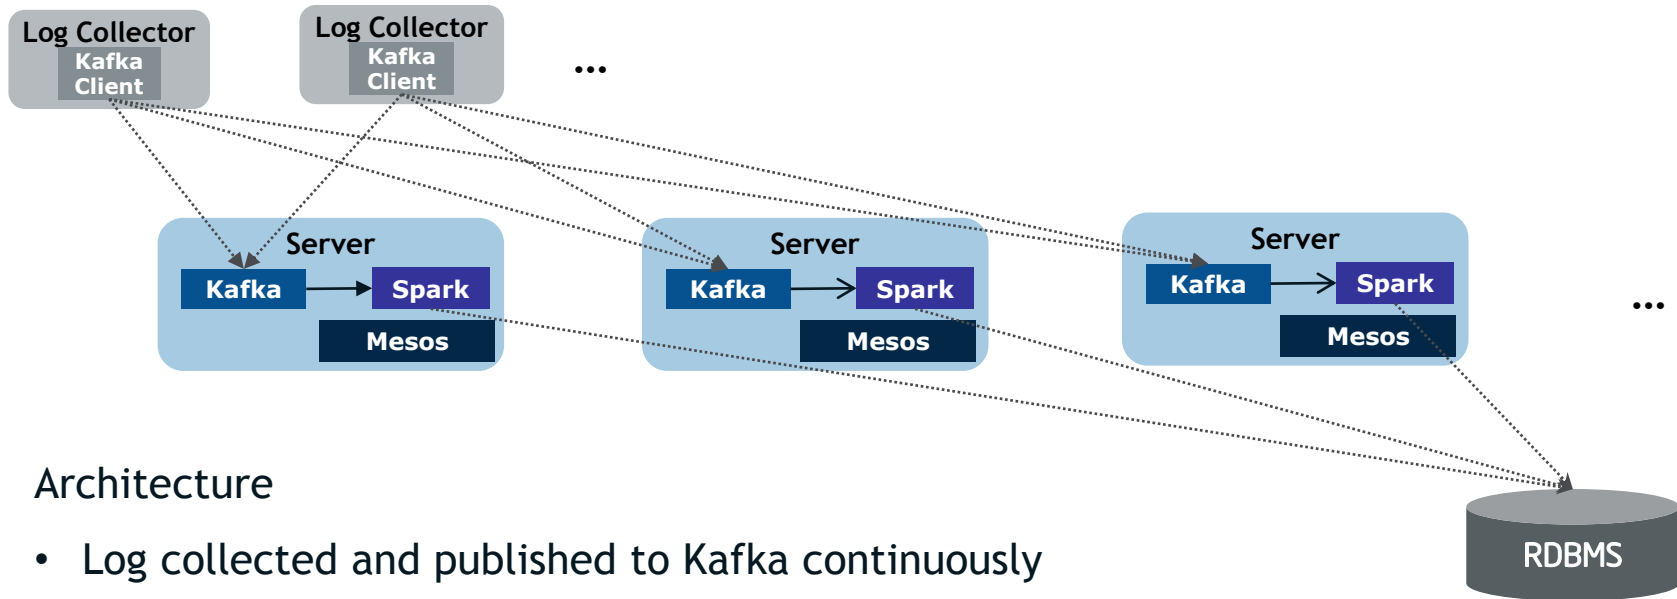 Log Collector
Kafka
Client
Log Collector
Kafka
Client
...
Server
Kafka
Spark
Mesos
Server
Kafka
Spark
Mesos
Server
Kafka
Spark
Mesos
...
Architecture
• Log collected and published to Kafka continuously
RDBMS